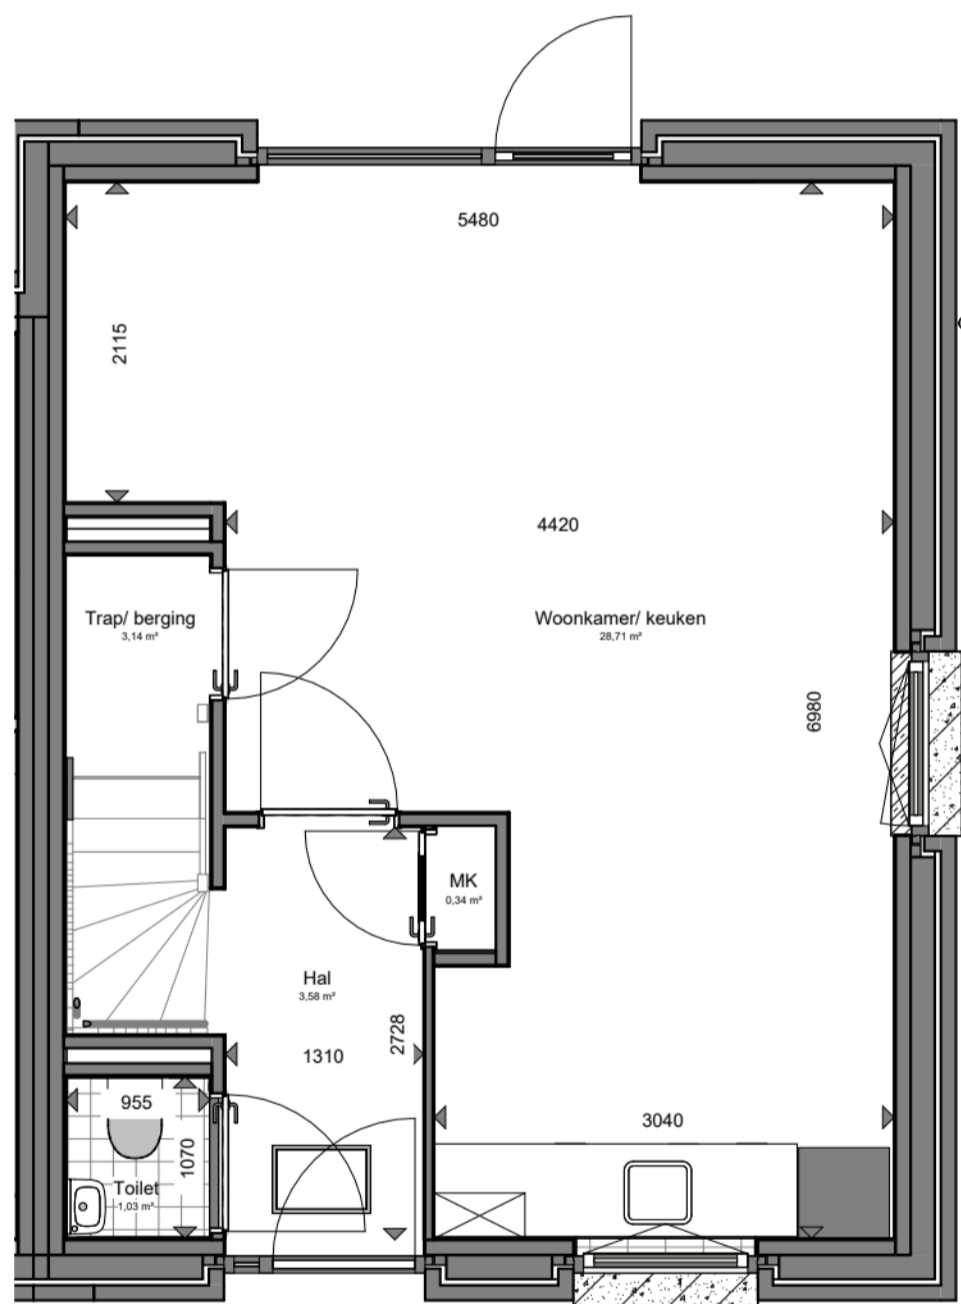 5480
2115
4420
Trap/ berging
3,14 m²
Woonkamer/ keuken
28,71 m²
6980
MK
0,34 m²
Hal
3,58 m²
2728
1310
955
3040
1070
Toilet
1,03 m²